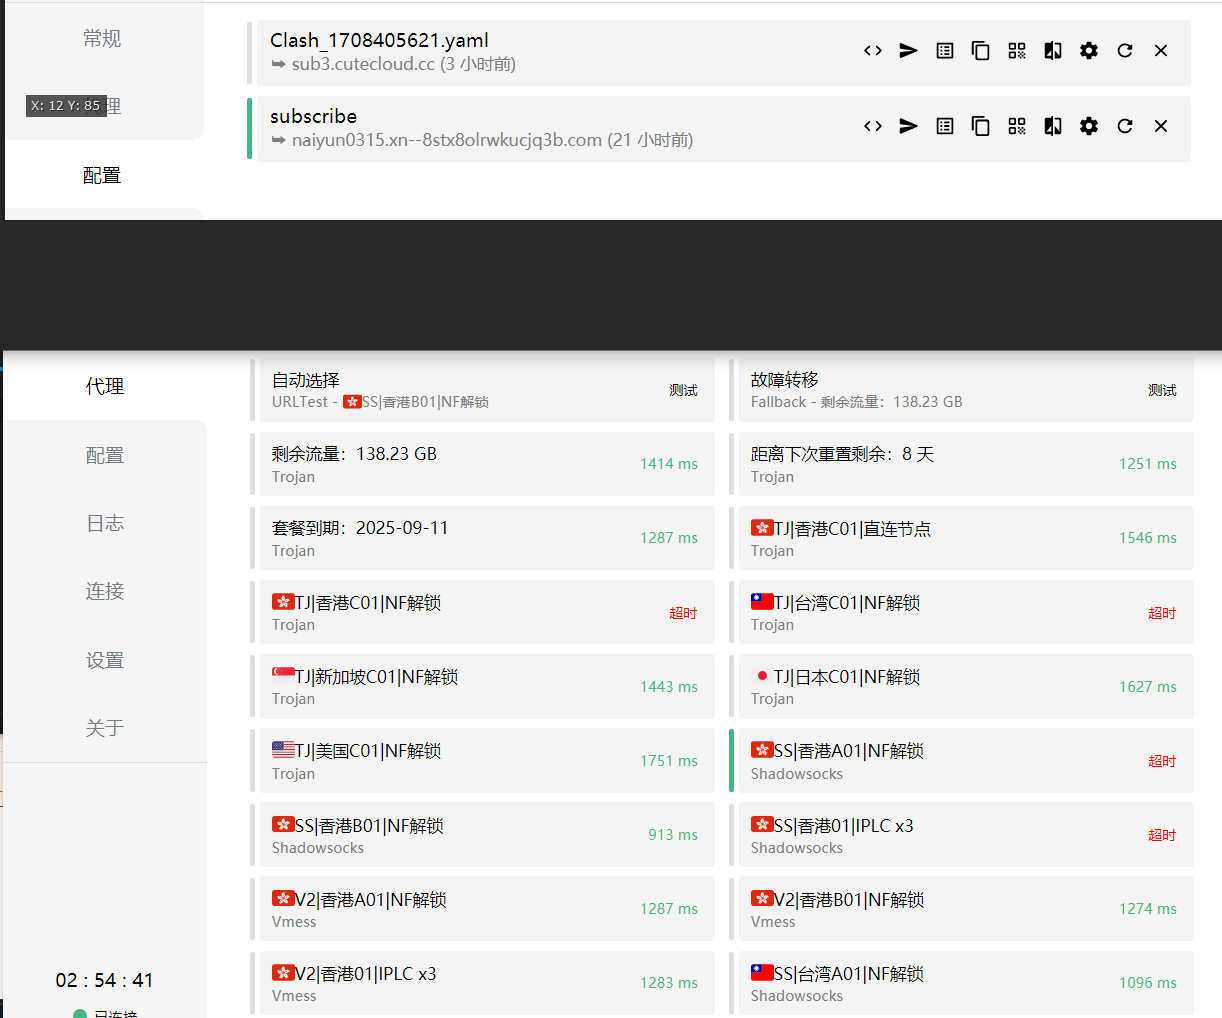 常规
Clash_1708405621.yaml
sub3.cutecloud.cc (3 小时前)
X: 12 Y: 85
理
subscribe
naiyun0315.xn--8stx8olrwkucjq3b.com (21 小时前)
配置
代理
配置
日志
连接
设置
关于
02 : 54 : 41
已连接
自动选择
URLTest - 🇭🇰SS|香港B01|NF解锁
测试
故障转移
Fallback - 剩余流量：138.23 GB
测试
剩余流量：138.23 GB
Trojan
1414 ms
距离下次重置剩余：8 天
Trojan
1251 ms
套餐到期：2025-09-11
Trojan
1287 ms
TJ|香港C01|直连节点
Trojan
1546 ms
TJ|香港C01|NF解锁
Trojan
超时
TJ|台湾C01|NF解锁
Trojan
超时
TJ|新加坡C01|NF解锁
Trojan
1443 ms
TJ|日本C01|NF解锁
Trojan
1627 ms
TJ|美国C01|NF解锁
Trojan
1751 ms
SS|香港A01|NF解锁
Shadowsocks
超时
SS|香港B01|NF解锁
Shadowsocks
913 ms
SS|香港01|IPLC x3
Shadowsocks
超时
V2|香港A01|NF解锁
Vmess
1287 ms
V2|香港B01|NF解锁
Vmess
1274 ms
V2|香港01|IPLC x3
Vmess
1283 ms
SS|台湾A01|NF解锁
Shadowsocks
1096 ms